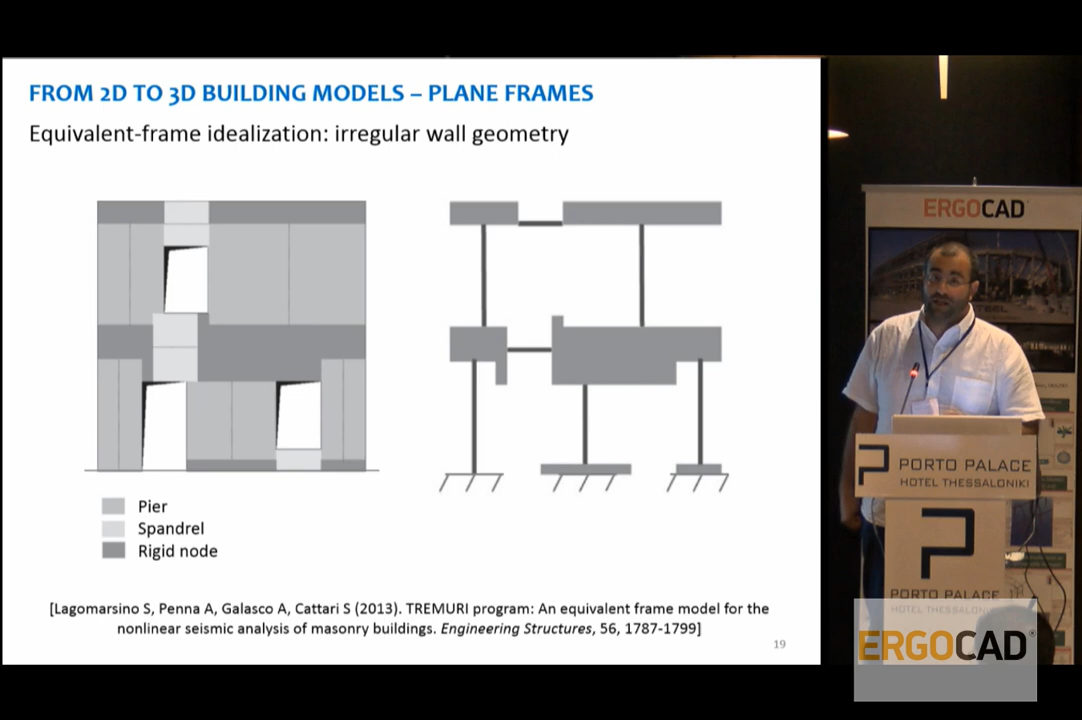 FROM 2D TO 3D BUILDING MODELS – PLANE FRAMES
Equivalent-frame idealization: irregular wall geometry
Pier
Spandrel
Rigid node
[Lagomarsino S, Penna A, Galasco A, Cattari S (2013). TREMURI program: An equivalent frame model for the
nonlinear seismic analysis of masonry buildings. Engineering Structures, 56, 1787-1799]
19
ERGOCAD
PORTO PALACE
HOTEL THESSALONIKI
PORTO PALACE
HOTEL THESSALONIKI
ERGOCAD®